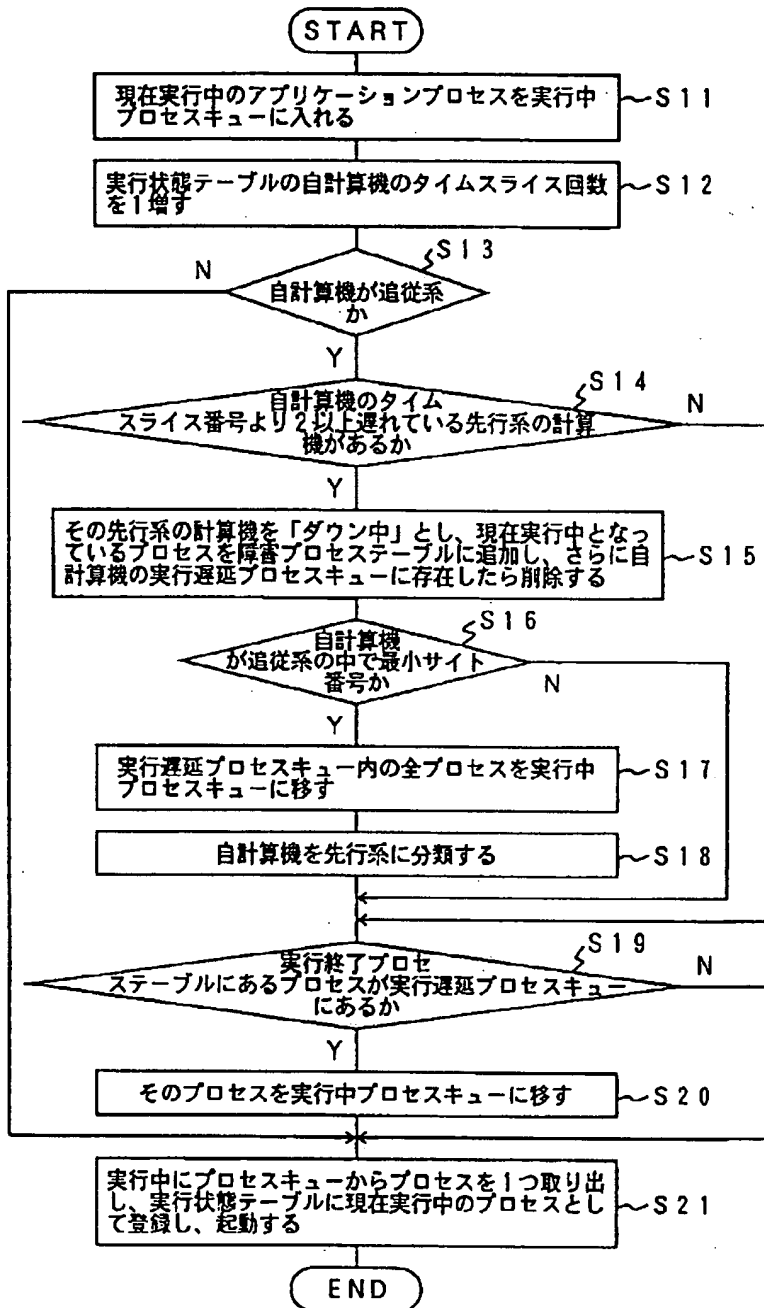 START
現在実行中のアプリケーションプロセスを実行中
プロセスキューに入れる
S11
実行状態テーブルの自計算機のタイムスライス回数
を1増す
S12
S13
N
自計算機が追従系
か
Y
S14
自計算機のタイム
スライス番号より2以上遅れている先行系の計算
機があるか
N
Y
その先行系の計算機を「ダウン中」とし、現在実行中となっ
ているプロセスを障害プロセステーブルに追加し、さらに自
計算機の実行遅延プロセスキューに存在したら削除する
S15
S16
自計算機
が追従系の中で最小サイト
番号か
N
Y
実行遅延プロセスキュー内の全プロセスを実行中
プロセスキューに移す
S17
自計算機を先行系に分類する
S18
S19
実行終了プロセ
ステーブルにあるプロセスが実行遅延プロセスキュー
にあるか
N
Y
そのプロセスを実行中プロセスキューに移す
S20
実行中にプロセスキューからプロセスを1つ取り出
し、実行状態テーブルに現在実行中のプロセスとし
て登録し、起動する
S21
END